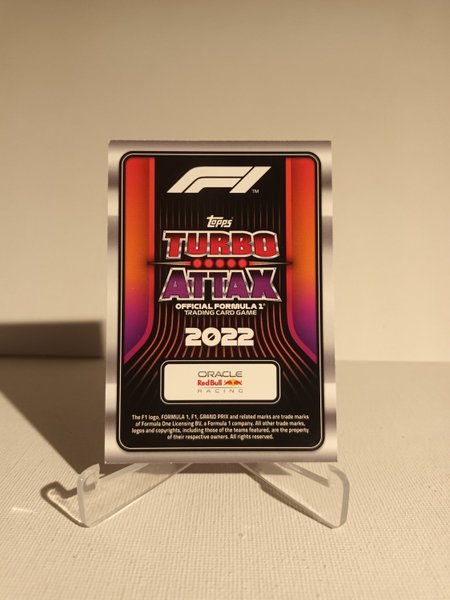 F1 TM
Topps
TURBO
ATTAX
OFFICIAL FORMULA 1®
TRADING CARD GAME
2022
ORACLE
Red Bull
RACING
The F1 logo, FORMULA 1, F1, GRAND PRIX and related marks are trade marks
of Formula One Licensing BV, a Formula 1 company. All other trade marks,
logos and copyrights, including those of the teams featured, are the property
of their respective owners. All rights reserved.